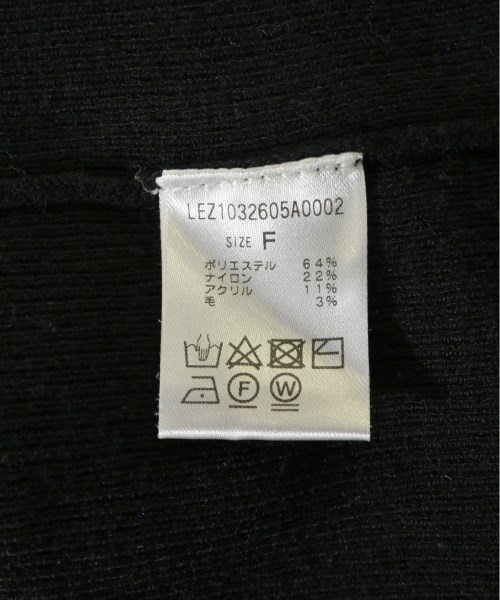 LEZ1032605A0002
SIZE F
ポリエステル 64%
ナイロン 22%
アクリル 11%
毛 3%
F W